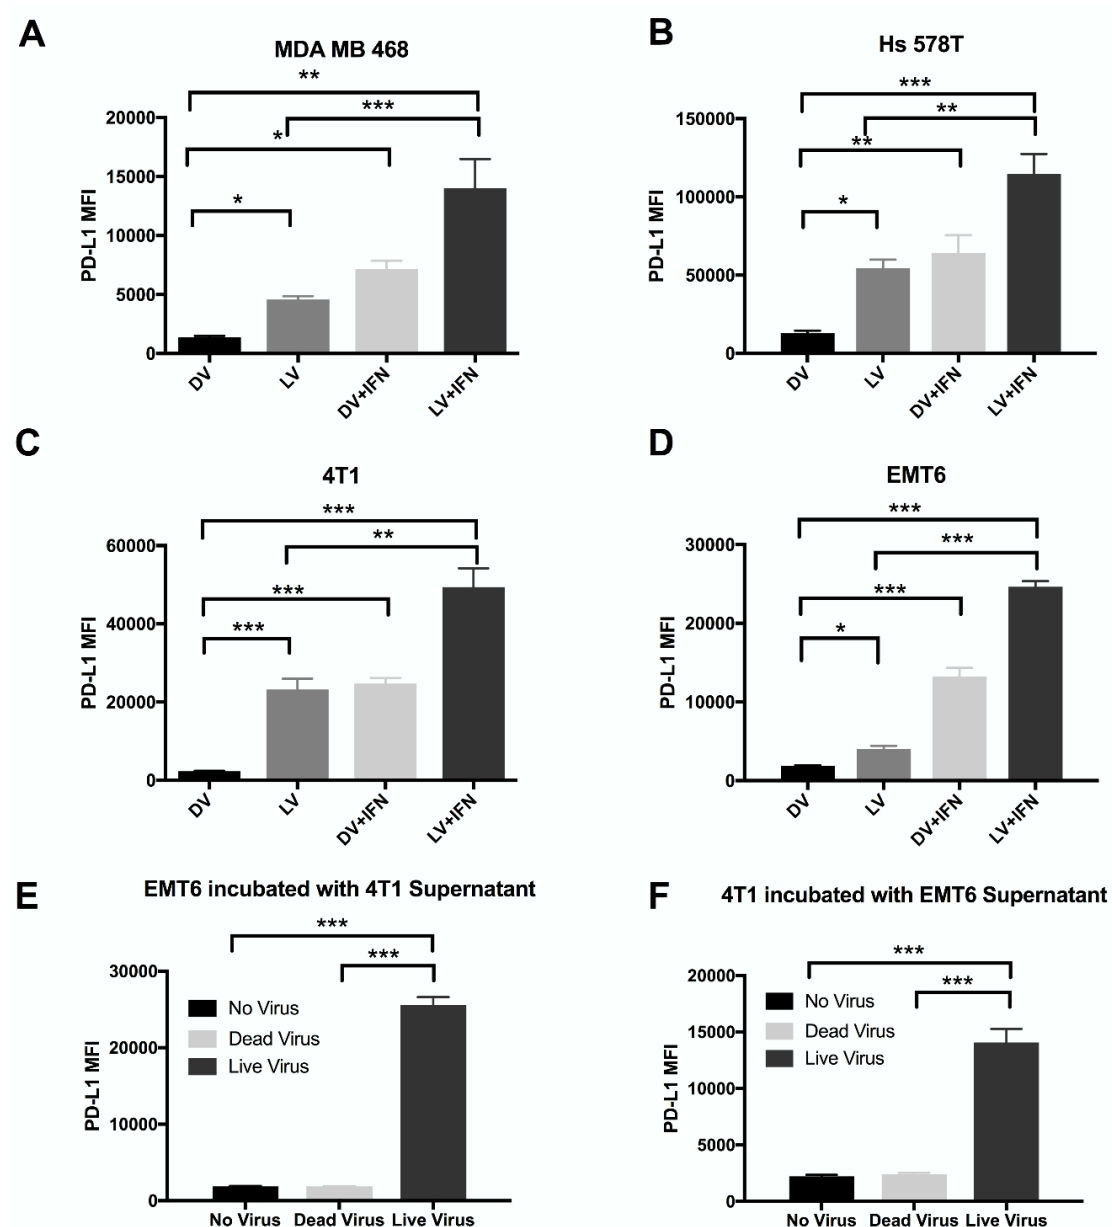 A
MDA MB 468
**
***
*
*
PD-L1 MFI
20000
15000
10000
5000
0
DV
LV
DV+IFN
LV+IFN
B
Hs 578T
***
**
**
*
PD-L1 MFI
150000
100000
50000
0
DV
LV
DV+IFN
LV+IFN
C
4T1
***
**
***
***
PD-L1 MFI
60000
40000
20000
0
DV
LV
DV+IFN
LV+IFN
D
EMT6
***
***
***
*
PD-L1 MFI
30000
20000
10000
0
DV
LV
DV+IFN
LV+IFN
E
EMT6 incubated with 4T1 Supernatant
***
***
PD-L1 MFI
30000
20000
10000
0
No Virus
Dead Virus
Live Virus
No Virus Dead Virus Live Virus
F
4T1 incubated with EMT6 Supernatant
***
***
PD-L1 MFI
20000
15000
10000
5000
0
No Virus
Dead Virus
Live Virus
No Virus Dead Virus Live Virus